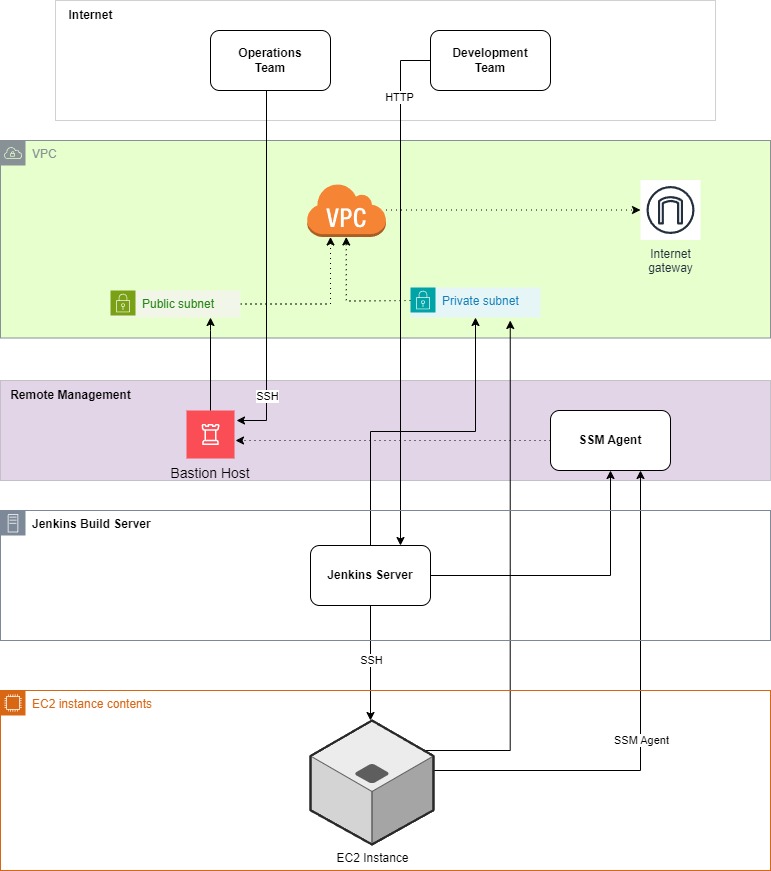 Internet
Operations
Team
Development
Team
HTTP
VPC
VPC
Internet
gateway
Public subnet
Private subnet
Remote Management
SSH
SSM Agent
Bastion Host
Jenkins Build Server
Jenkins Server
SSH
EC2 instance contents
SSM Agent
EC2 Instance